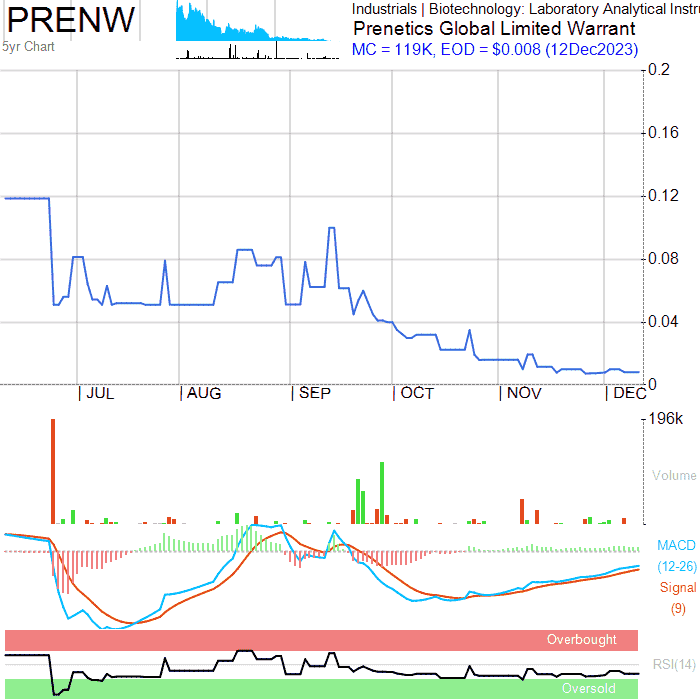 PRENW
5yr Chart
Industrials | Biotechnology: Laboratory Analytical Instru
Prenetics Global Limited Warrant
MC = 119K, EOD = $0.008 (12Dec2023)
0.2
0.16
0.12
0.08
0.04
0
| JUL | AUG | SEP | OCT | NOV | DEC
196k
Volume
MACD
(12-26)
Signal
(9)
Overbought
RSI(14)
Oversold